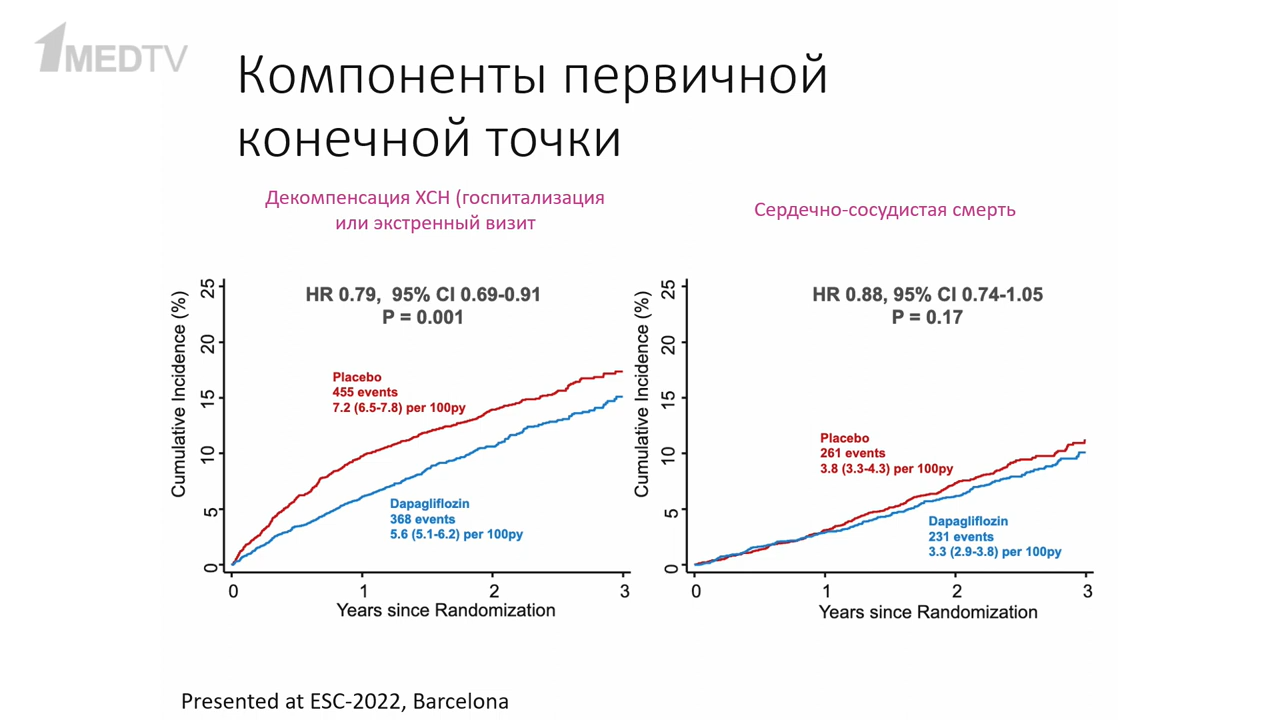 1MEDTV
Компоненты первичной
конечной точки
Декомпенсация ХСН (госпитализация
или экстренный визит
Cumulative Incidence (%)
25
20
15
10
5
0
HR 0.79, 95% CI 0.69-0.91
P = 0.001
Placebo
455 events
7.2 (6.5-7.8) per 100py
Dapagliflozin
368 events
5.6 (5.1-6.2) per 100py
0 1 2 3
Years since Randomization
Сердечно-сосудистая смерть
Cumulative Incidence (%)
25
20
15
10
5
0
HR 0.88, 95% CI 0.74-1.05
P = 0.17
Placebo
261 events
3.8 (3.3-4.3) per 100py
Dapagliflozin
231 events
3.3 (2.9-3.8) per 100py
0 1 2 3
Years since Randomization
Presented at ESC-2022, Barcelona